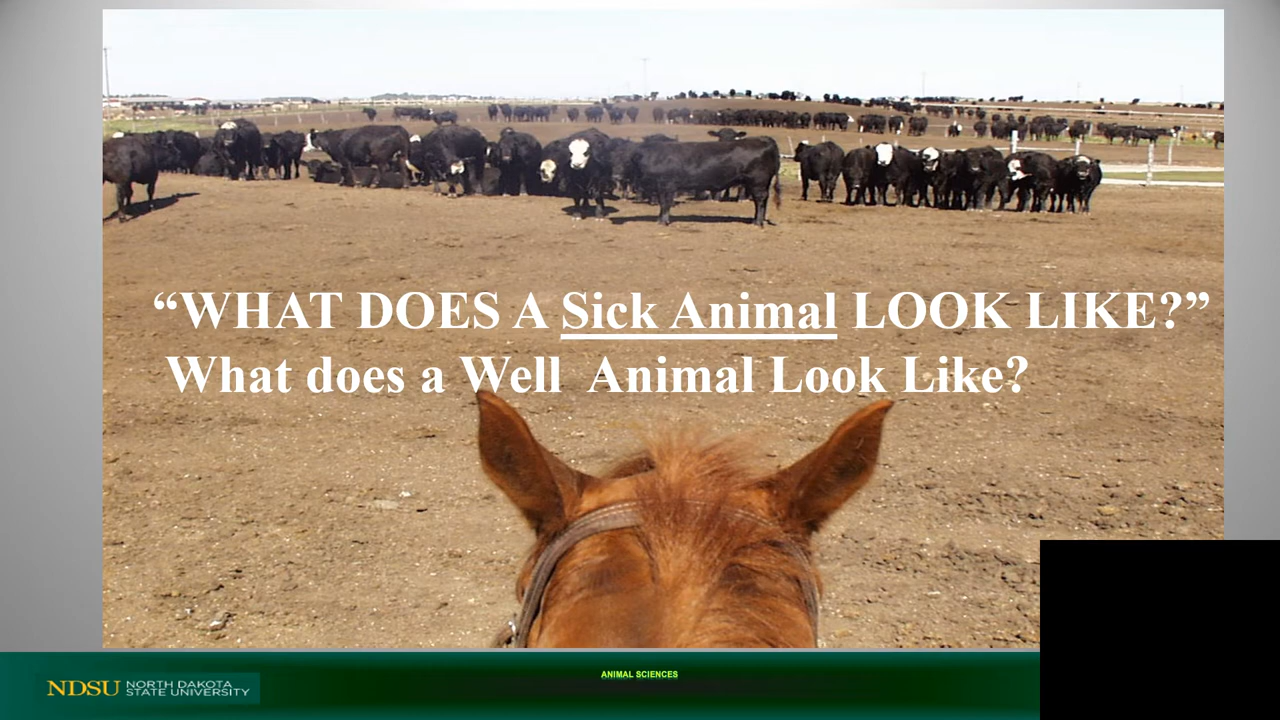 “WHAT DOES A Sick Animal LOOK LIKE?”
What does a Well Animal Look Like?
ANIMAL SCIENCES
NDSU NORTH DAKOTA
STATE UNIVERSITY